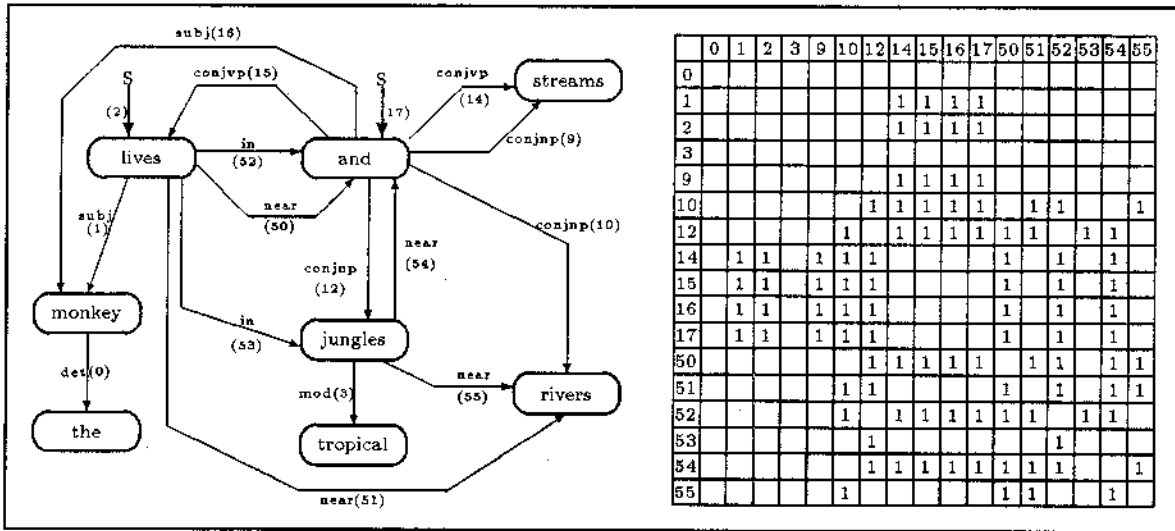 subj(16)
S
conjvp(15)
S
conjvp
(14)
streams
(2)
(17)
conjnp(9)
lives
in
(52)
and
subj
(1)
near
(50)
near
(54)
conjnp(10)
conjnp
(12)
monkey
in
(53)
jungles
det(0)
mod(3)
near
(55)
rivers
the
tropical
near(51)
0 1 2 3 9 10 12 14 15 16 17 50 51 52 53 54 55
0
1 1 1 1 1
2 1 1 1 1
3
9 1 1 1 1
10 1 1 1 1 1 1 1 1
12 1 1 1 1 1 1 1 1 1
14 1 1 1 1 1 1 1 1
15 1 1 1 1 1 1 1 1
16 1 1 1 1 1 1 1 1
17 1 1 1 1 1 1 1 1
50 1 1 1 1 1 1 1 1 1
51 1 1 1 1 1 1
52 1 1 1 1 1 1 1 1 1
53 1 1
54 1 1 1 1 1 1 1 1 1
55 1 1 1 1